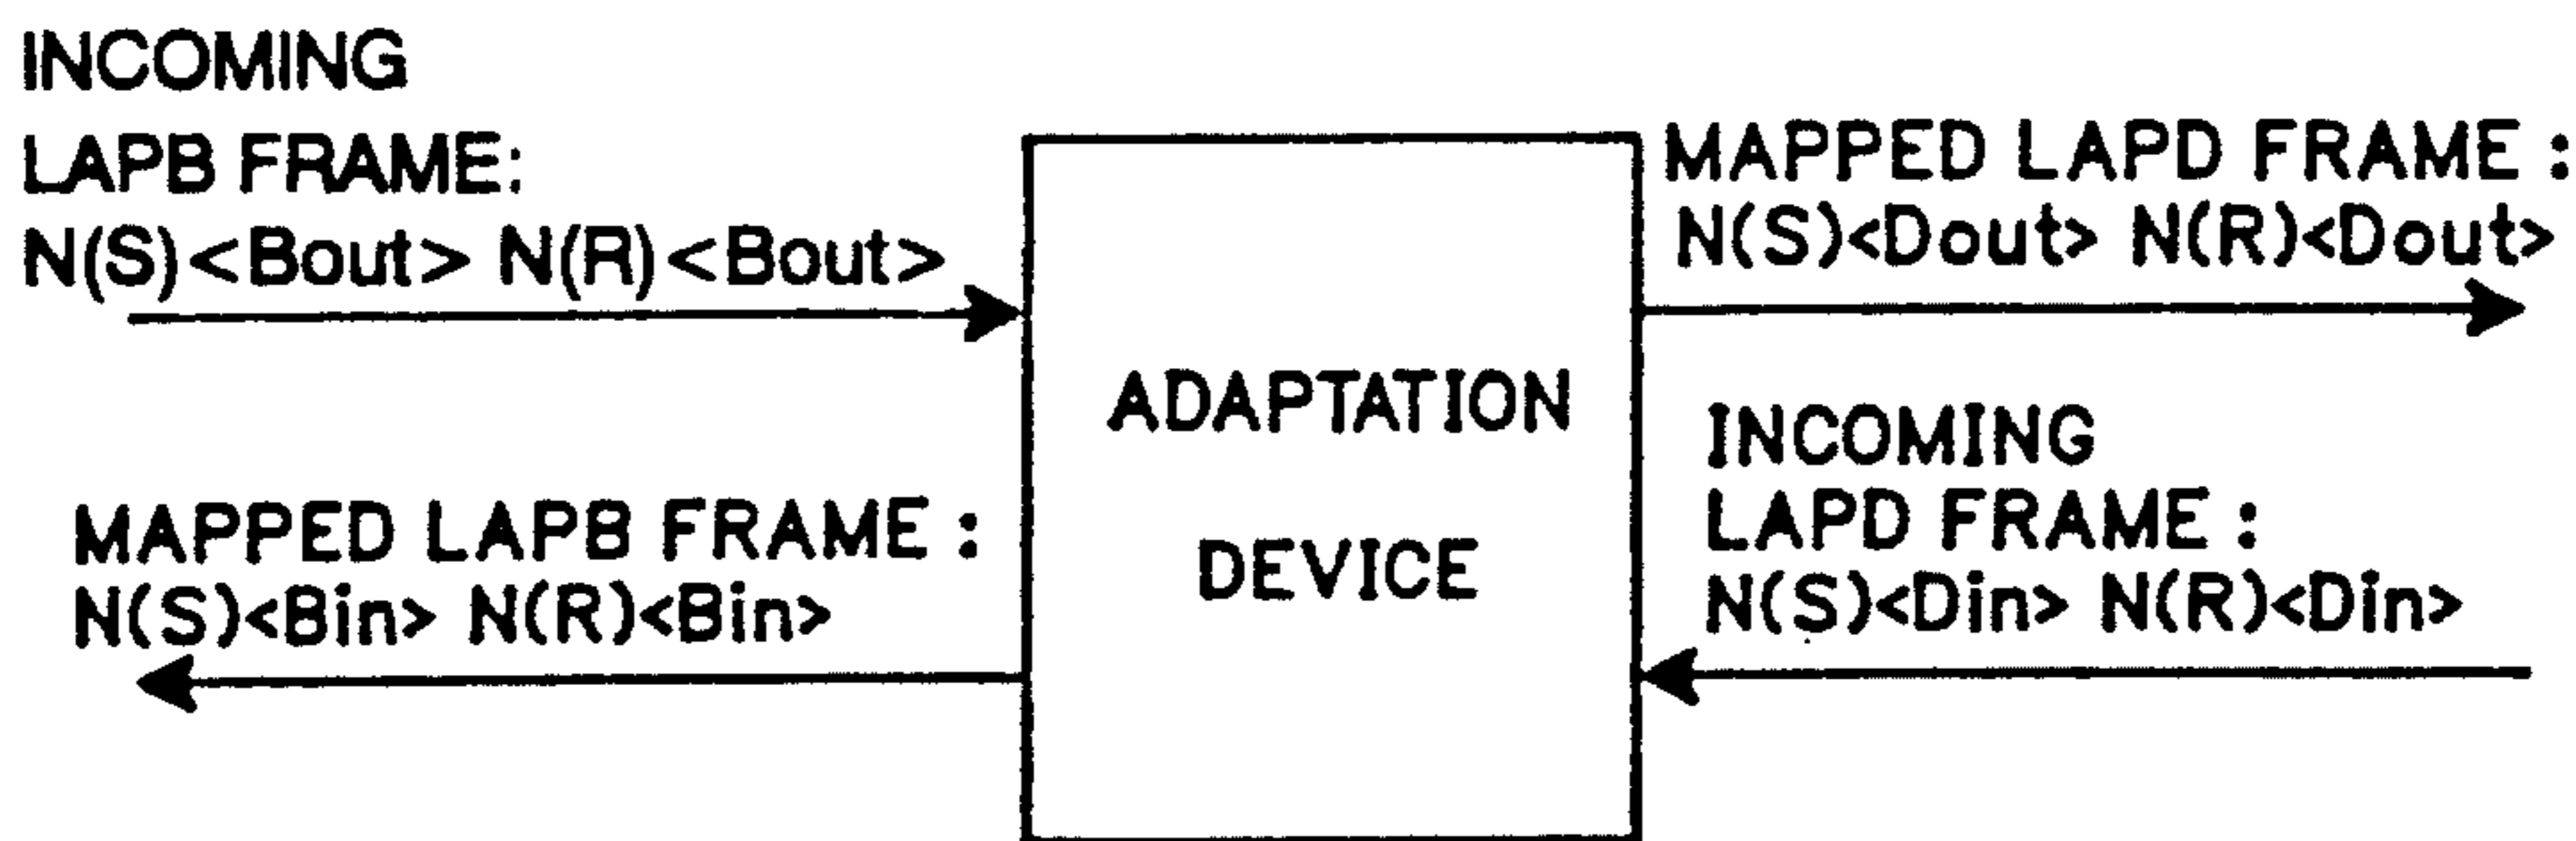 INCOMING
LAPB FRAME:
N(S)<Bout> N(R)<Bout>
MAPPED LAPB FRAME :
N(S)<Bin> N(R)<Bin>
ADAPTATION
DEVICE
MAPPED LAPD FRAME :
N(S)<Dout> N(R)<Dout>
INCOMING
LAPD FRAME :
N(S)<Din> N(R)<Din>